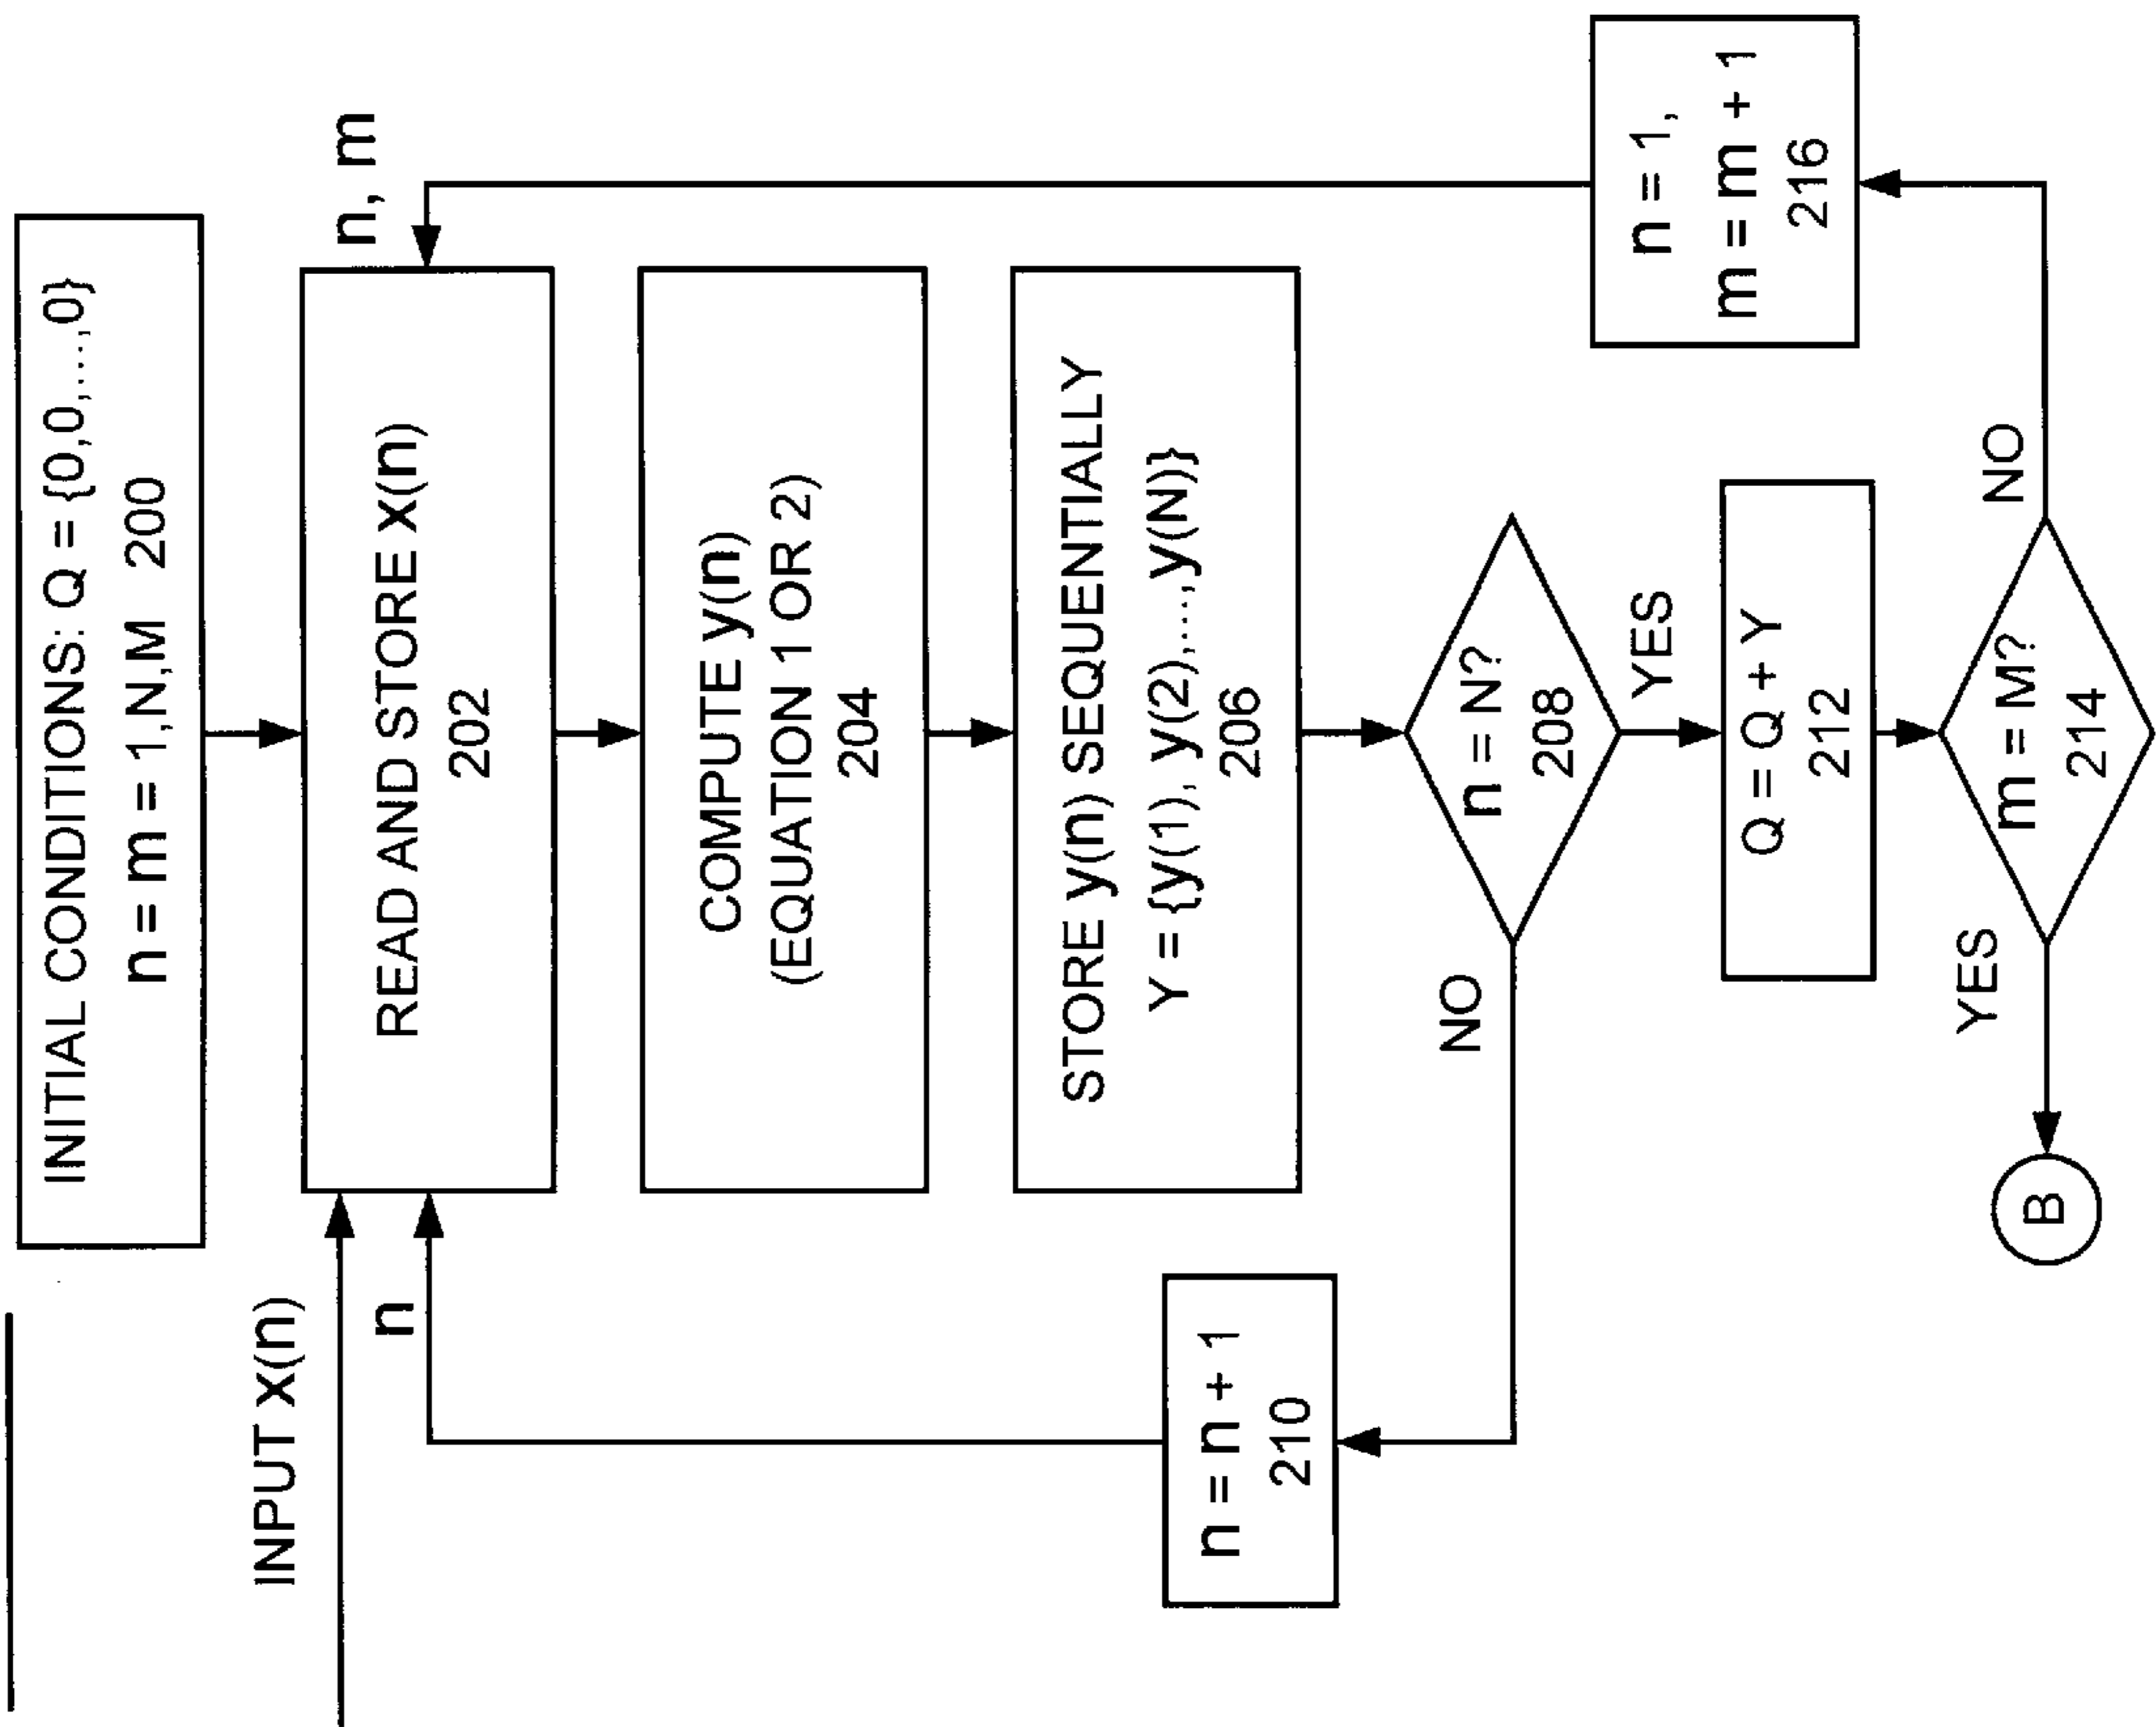 INITIAL CONDITIONS: Q = {0,0,...,0}
n = m = 1,N,M 200
INPUT x(n)
n
n, m
READ AND STORE x(n)
202
COMPUTE y(n)
(EQUATION 1 OR 2)
204
STORE y(n) SEQUENTIALLY
Y = {y(1), y(2),..., y(N)}
206
n = n + 1
210
NO
n = N?
208
YES
Q = Q + Y
212
n = 1,
m = m + 1
216
YES
m = M?
214
NO
B